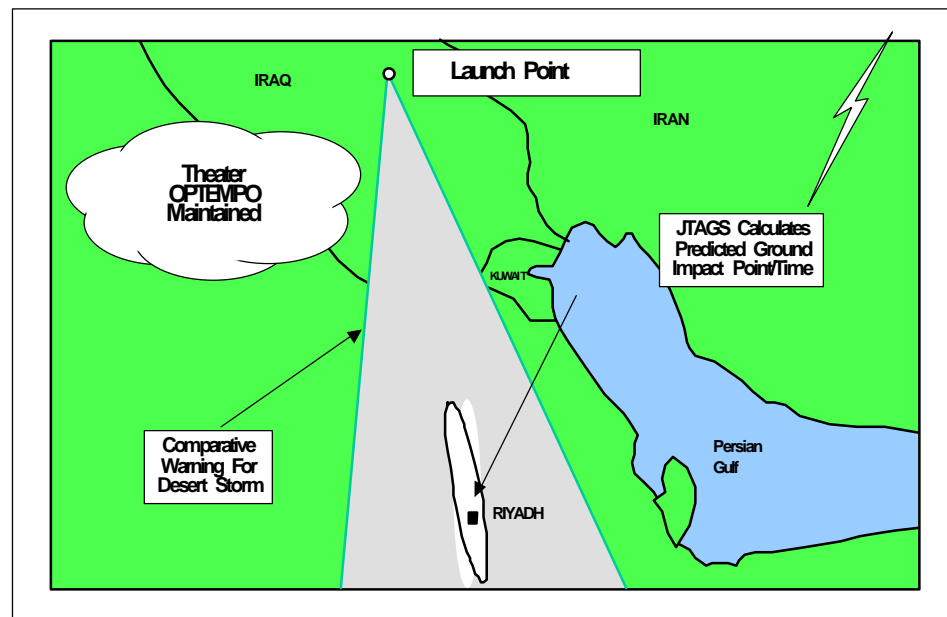 Launch Point
IRAQ
IRAN
Theater
OPTEMPO
Maintained
JTAGS Calculates
Predicted Ground
Impact Point/Time
KUWAIT
Comparative
Warning For
Desert Storm
Persian
Gulf
RIYADH